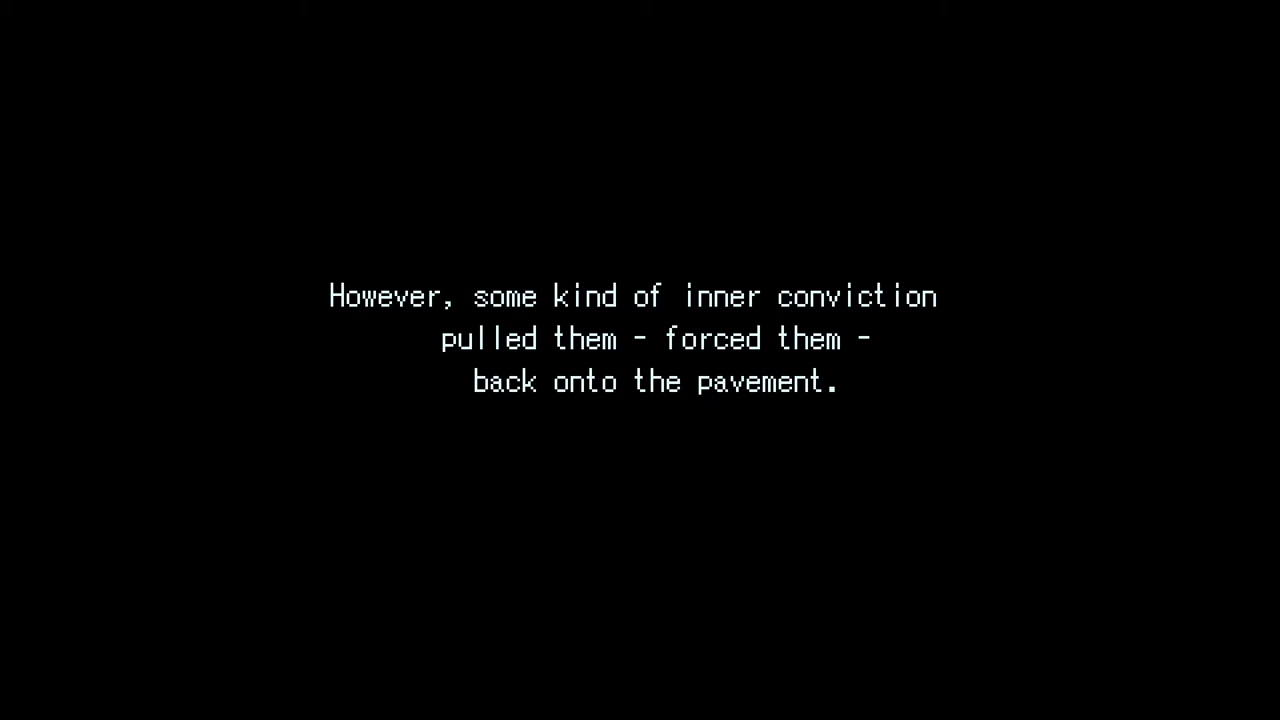 However, some kind of inner conviction
pulled them - forced them -
back onto the pavement.